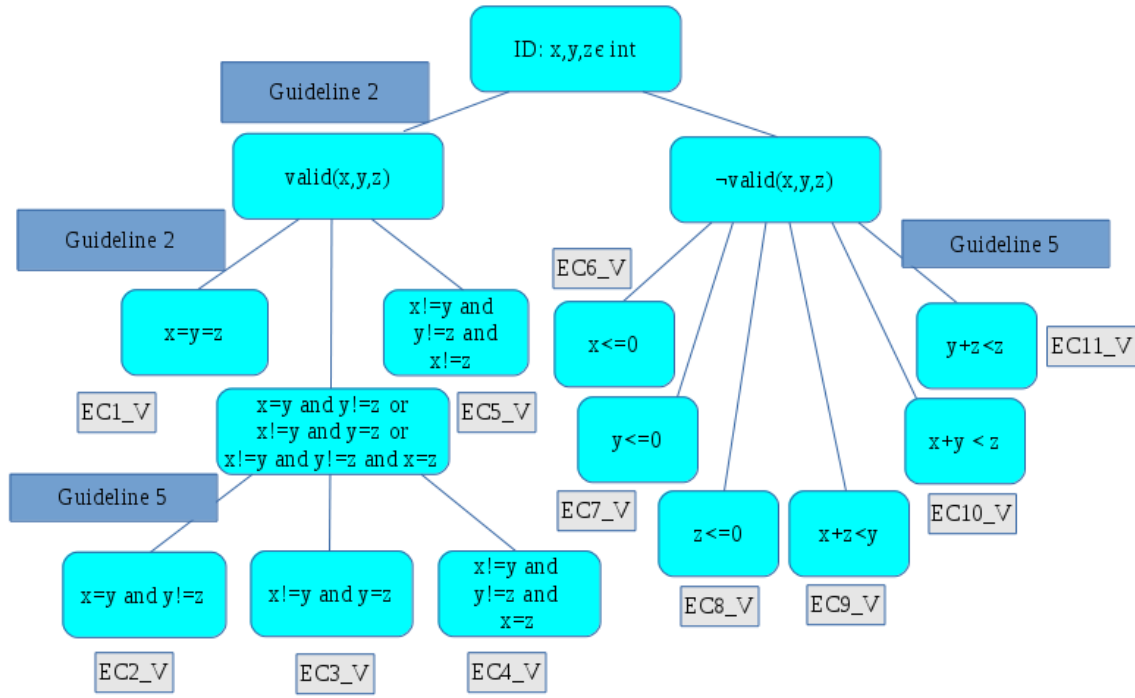 ID: x,y,zϵ int
Guideline 2
valid(x,y,z)
¬valid(x,y,z)
Guideline 2
Guideline 5
EC6_V
x=y=z
x!=y and
y!=z and
x!=z
x<=0
y+z<z
EC11_V
EC1_V
x=y and y!=z or
x!=y and y=z or
x!=y and y!=z and x=z
EC5_V
y<=0
x+y < z
Guideline 5
EC7_V
z<=0
x+z<y
EC10_V
x=y and y!=z
x!=y and y=z
x!=y and
y!=z and
x=z
EC8_V
EC9_V
EC2_V
EC3_V
EC4_V